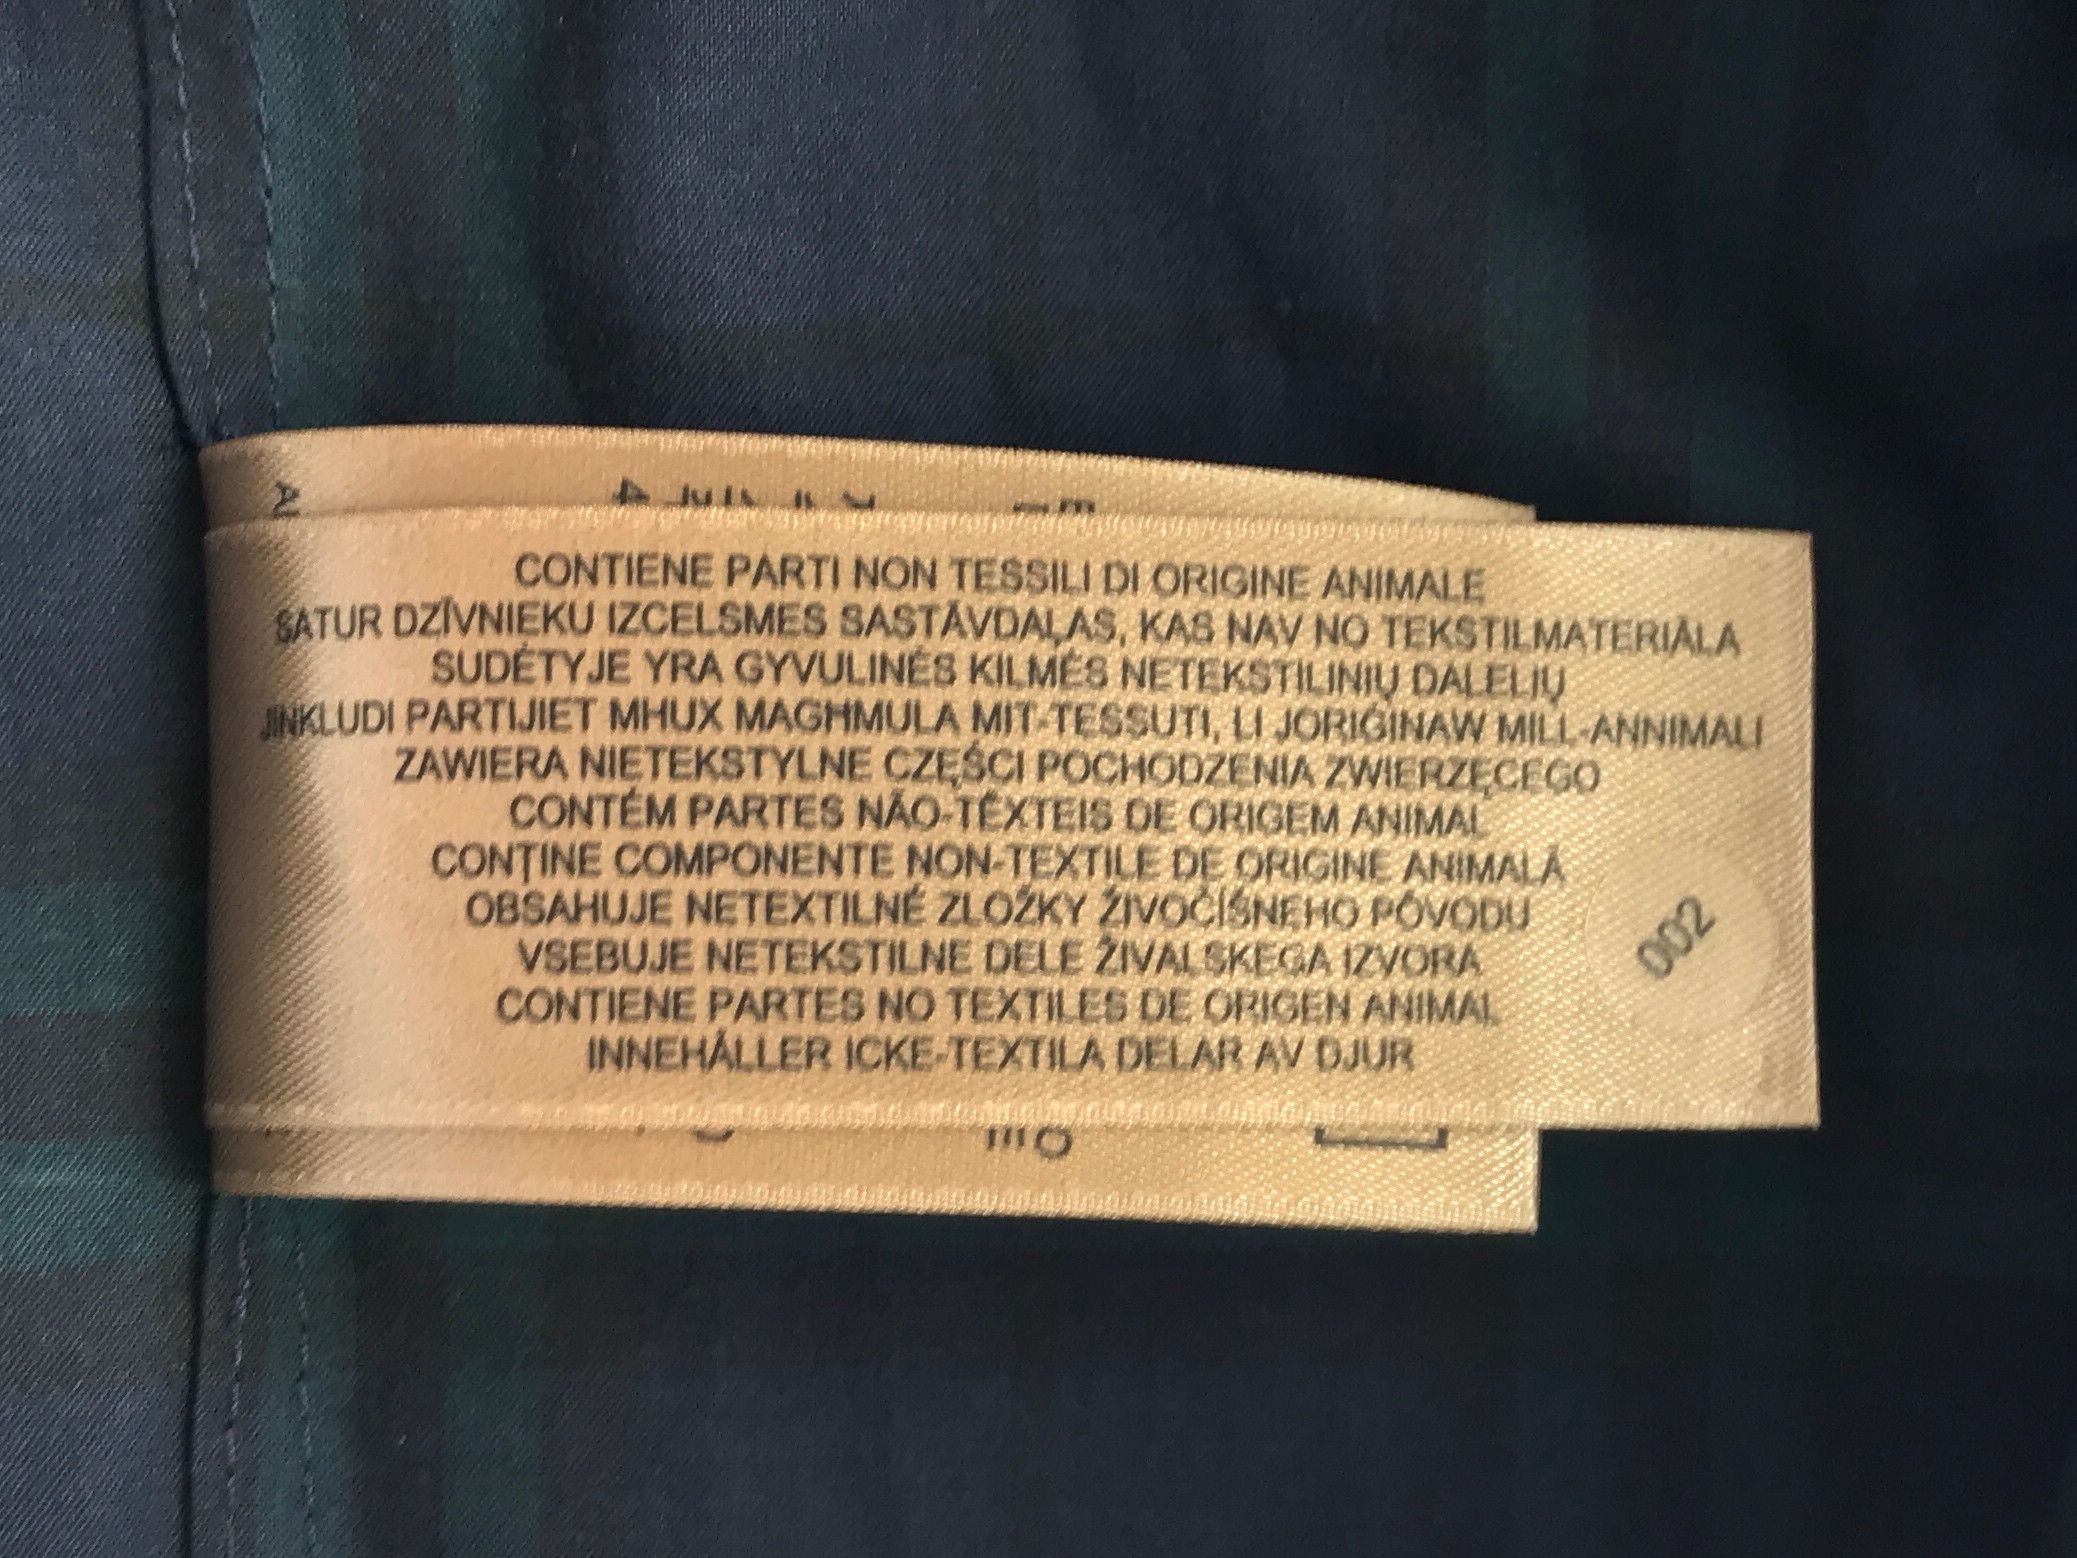 CONTIENE PARTI NON TESSILI DI ORIGINE ANIMALE
SATUR DZĪVNIEKU IZCELSMES SASTĀVDAĻAS, KAS NAV NO TEKSTILMATERIĀLA
SUDĖTYJE YRA GYVULINĖS KILMĖS NETEKSTILINIŲ DALELIŲ
JINKLUDI PARTIJIET MHUX MAGĦMULA MIT-TESSUTI, LI JORIĠINAW MILL-ANNIMALI
ZAWIERA NIETEKSTYLNE CZĘŚCI POCHODZENIA ZWIERZĘCEGO
CONTÉM PARTES NÃO-TÊXTEIS DE ORIGEM ANIMAL
CONȚINE COMPONENTE NON-TEXTILE DE ORIGINE ANIMALĂ
OBSAHUJE NETEXTILNÉ ZLOŽKY ŽIVOČÍŠNEHO PÔVODU
VSEBUJE NETEKSTILNE DELE ŽIVALSKEGA IZVORA
CONTIENE PARTES NO TEXTILES DE ORIGEN ANIMAL
INNEHÅLLER ICKE-TEXTILA DELAR AV DJUR
002